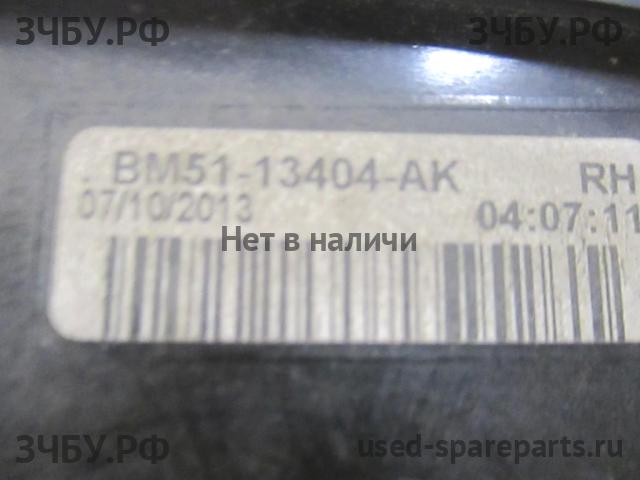 ЗЧБУ.РФ ЗЧБУ.РФ
. BM51-13404-AK RH
07/10/2013 04:07:11
Нет в наличи
ЗЧБУ.РФ used-spareparts.ru